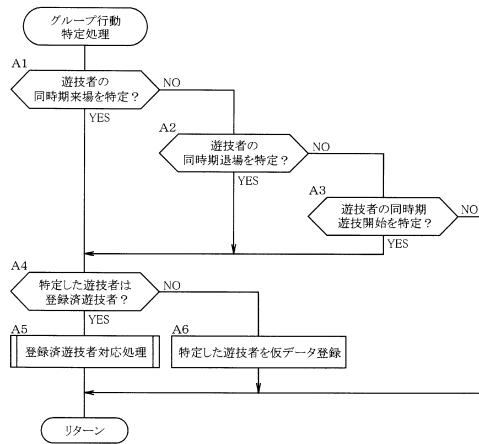 グループ行動
特定処理
A1
遊技者の
同時期来場を特定？
NO
YES
A2
遊技者の
同時期退場を特定？
NO
YES
A3
遊技者の同時期
遊技開始を特定？
NO
YES
A4
特定した遊技者は
登録済遊技者？
NO
YES
A5
登録済遊技者対応処理
A6
特定した遊技者を仮データ登録
リターン